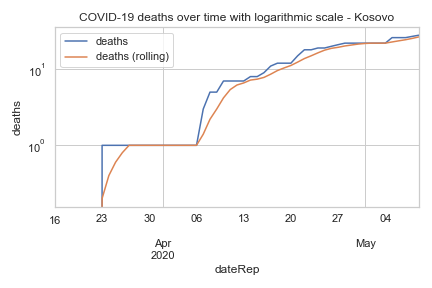 COVID-19 deaths over time with logarithmic scale - Kosovo
deaths
deaths (rolling)
10¹
10⁰
deaths
16 23 30 06 13 20 27 04
Apr May
2020
dateRep